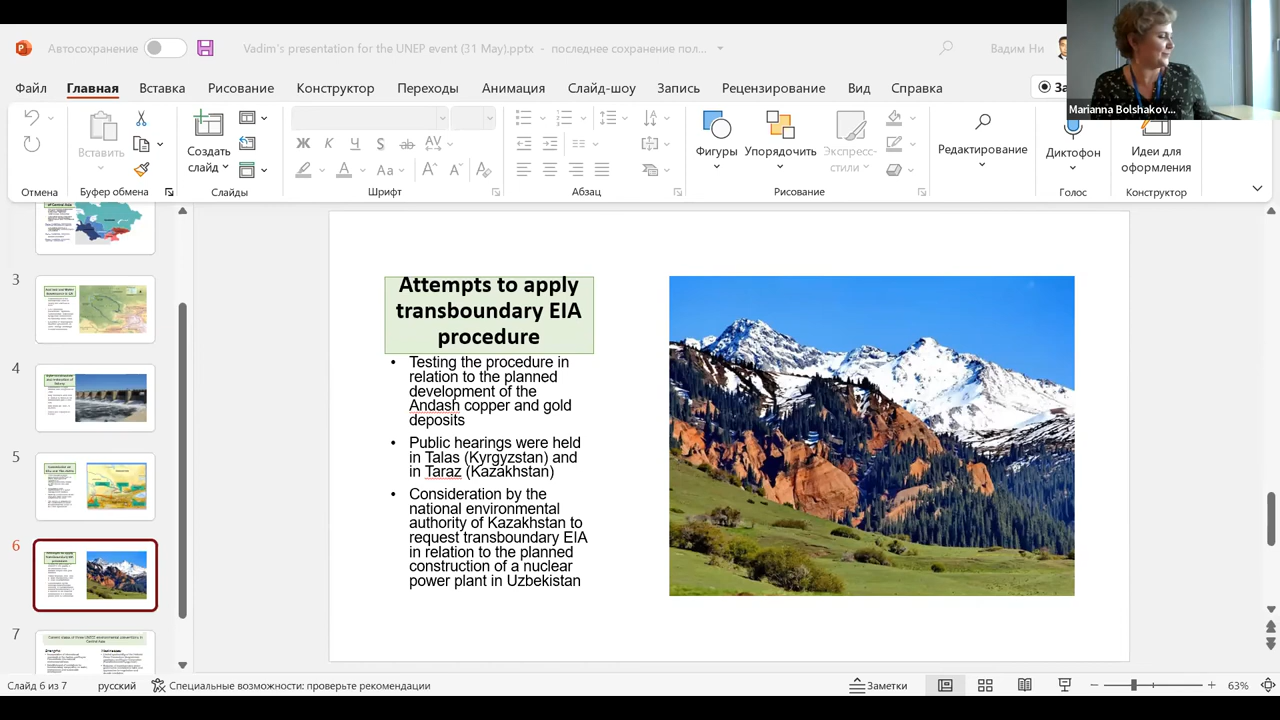 Автосохранение
Vadim's presentation for the UNEP event (31 May).pptx - последнее сохранение пол...
Вадим Ни
Файл Главная Вставка Рисование Конструктор Переходы Анимация Слайд-шоу Запись Рецензирование Вид Справка
Marianna Bolshakov...
Вставить
Создать
слайд
Ж К Ч S ab
Aa
Фигуры
Упорядочить
Экспресс-
стили
Редактирование
Диктофон
Идеи для
оформления
Отмена
Буфер обмена
Слайды
Шрифт
Абзац
Рисование
Голос
Конструктор
3
4
5
6
7
Attempts to apply
transboundary EIA
procedure
• Testing the procedure in
relation to the planned
development of the
Andash copper and gold
deposits
• Public hearings were held
in Talas (Kyrgyzstan) and
in Taraz (Kazakhstan)
• Consideration by the
national environmental
authority of Kazakhstan to
request transboundary EIA
in relation to the planned
construction of a nuclear
power plant in Uzbekistan
Слайд 6 из 7
русский
Специальные возможности: проверьте рекомендации
Заметки
63%